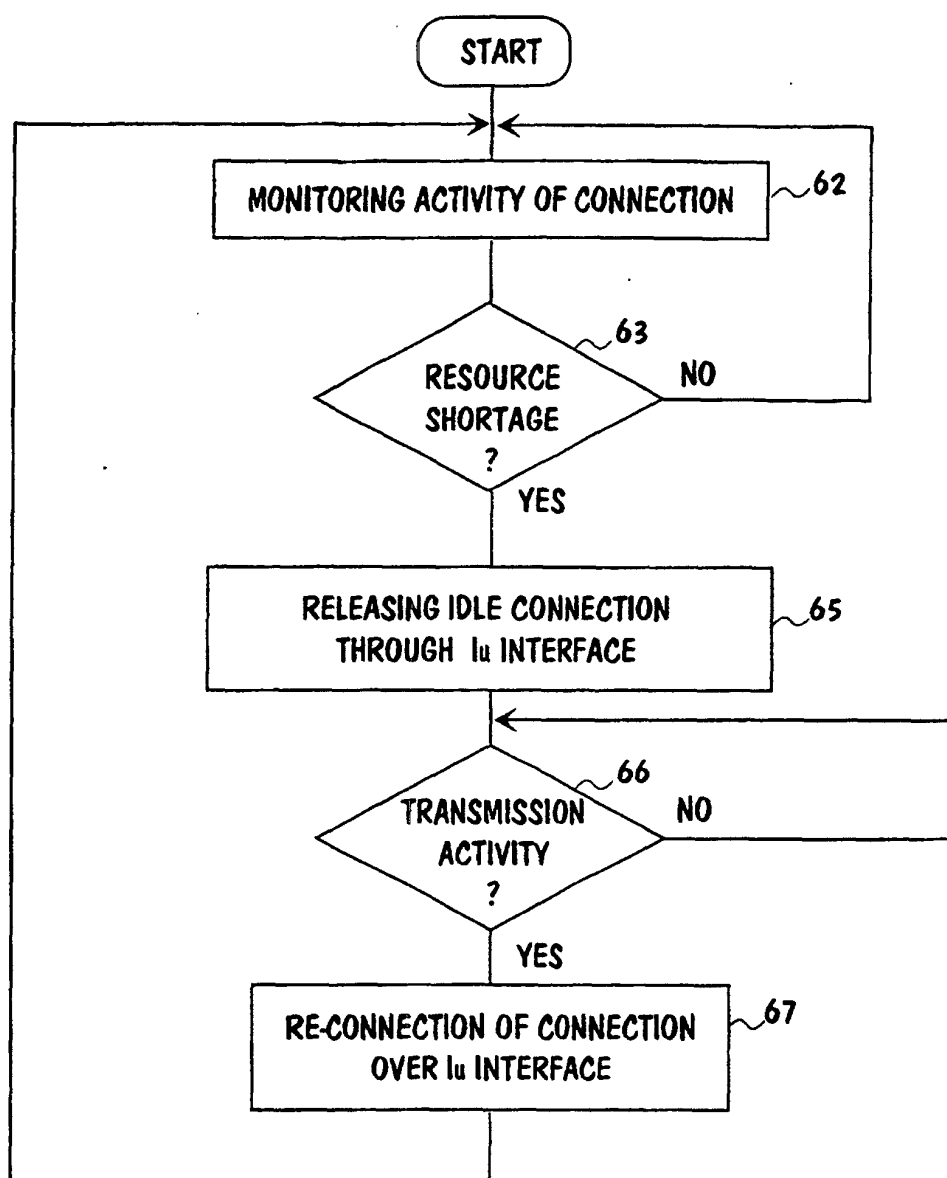 START
MONITORING ACTIVITY OF CONNECTION
62
63
RESOURCE
SHORTAGE
?
NO
YES
RELEASING IDLE CONNECTION
THROUGH Iu INTERFACE
65
66
TRANSMISSION
ACTIVITY
?
NO
YES
RE-CONNECTION OF CONNECTION
OVER Iu INTERFACE
67